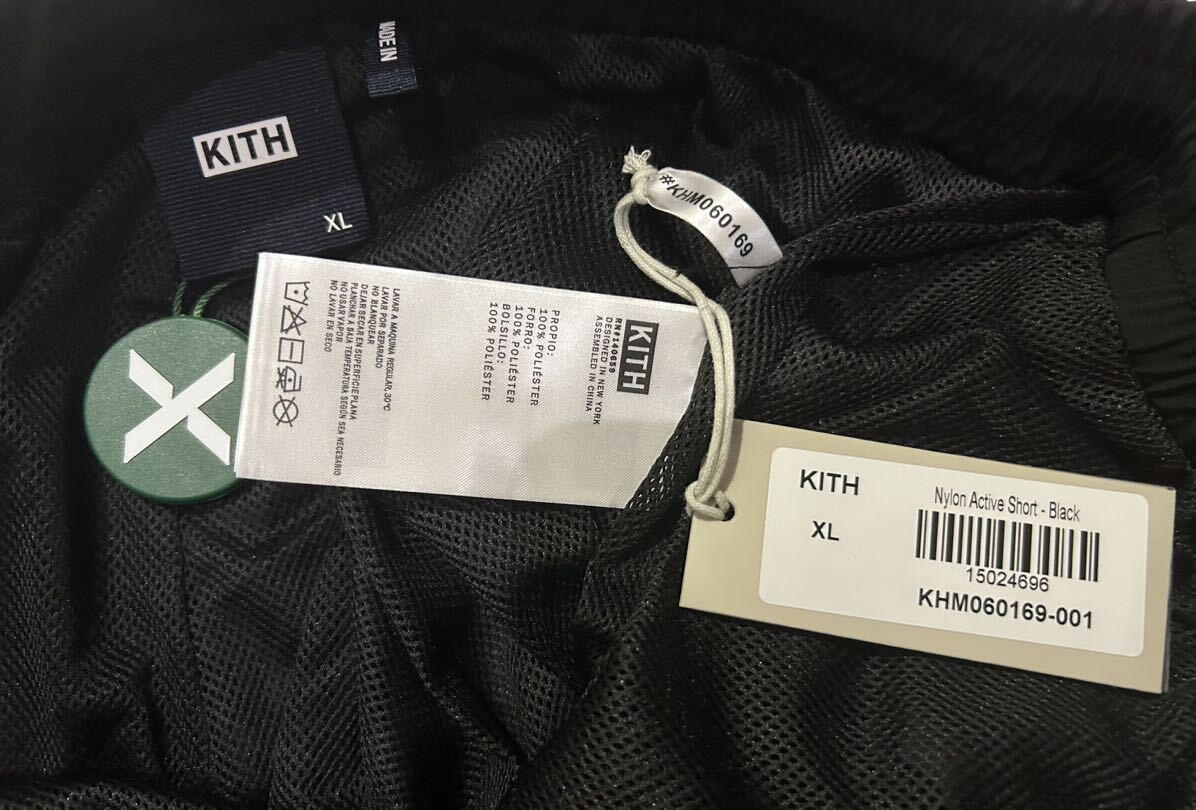 MADE IN
KITH
XL
#KHM060169
KITH
RN#140659
DESIGNED IN NEW YORK
ASSEMBLED IN CHINA
PROPIO:
100% POLIÉSTER
FORRO:
100% POLIÉSTER
BOLSILLO:
100% POLIÉSTER
LAVAR A MAQUINA REGULAR, 30°C
LAVAR POR SEPARADO
NO BLANQUEAR
DEJAR SECAR EN SUPERFICIE PLANA
PLANCHAR A BAJA TEMPERATURA SEGÚN SEA NECESARIO
NO USAR VAPOR
NO LAVAR EN SECO
X
KITH
XL
Nylon Active Short - Black
15024696
KHM060169-001